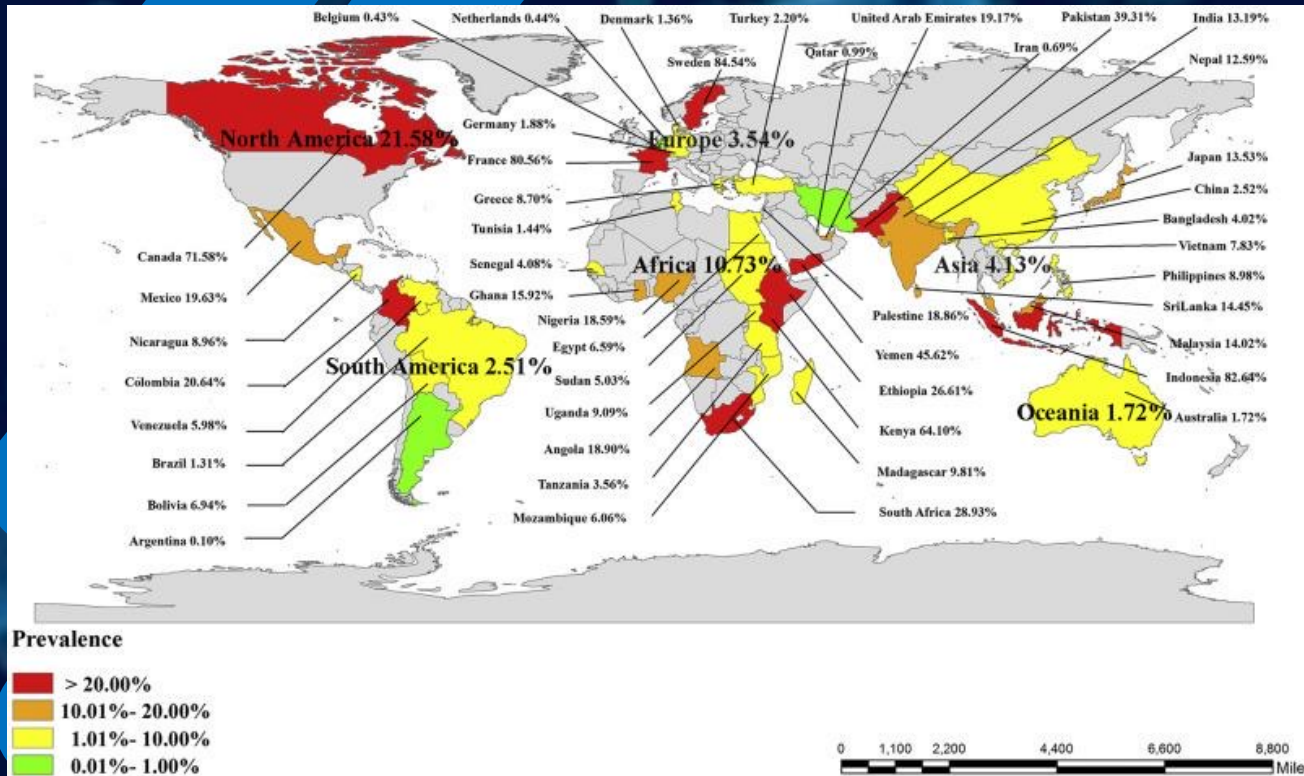 Belgium 0.43%
Netherlands 0.44%
Denmark 1.36%
Turkey 2.20%
United Arab Emirates 19.17%
Pakistan 39.31%
India 13.19%
Qatar 0.99%
Iran 0.69%
Sweden 84.54%
Nepal 12.59%
Germany 1.88%
North America 21.58%
Europe 3.54%
France 80.56%
Japan 13.53%
China 2.52%
Greece 8.70%
Bangladesh 4.02%
Tunisia 1.44%
Vietnam 7.83%
Canada 71.58%
Senegal 4.08%
Africa 10.73%
Asia 4.13%
Philippines 8.98%
Mexico 19.63%
Ghana 15.92%
SriLanka 14.45%
Nigeria 18.59%
Palestine 18.86%
Nicaragua 8.96%
Malaysia 14.02%
Egypt 6.59%
Yemen 45.62%
South America 2.51%
Colombia 20.64%
Sudan 5.03%
Indonesia 82.64%
Ethiopia 26.61%
Uganda 9.09%
Oceania 1.72%
Australia 1.72%
Venezuela 5.98%
Kenya 64.10%
Angola 18.90%
Brazil 1.31%
Madagascar 9.81%
Tanzania 3.56%
Bolivia 6.94%
South Africa 28.93%
Mozambique 6.06%
Argentina 0.10%
Prevalence
> 20.00%
10.01%- 20.00%
1.01%- 10.00%
0.01%- 1.00%
0 1,100 2,200 4,400 6,600 8,800
Mile